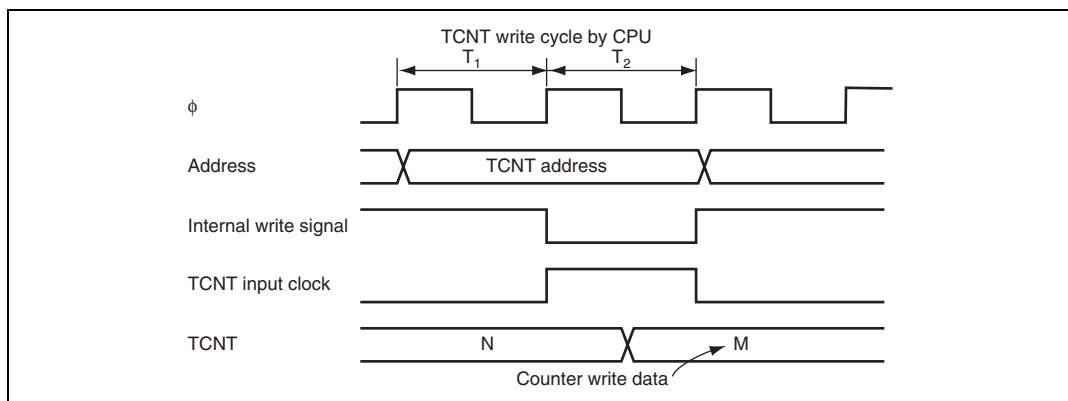 TCNT write cycle by CPU
T1 T2
φ
Address TCNT address
Internal write signal
TCNT input clock
TCNT N M
Counter write data